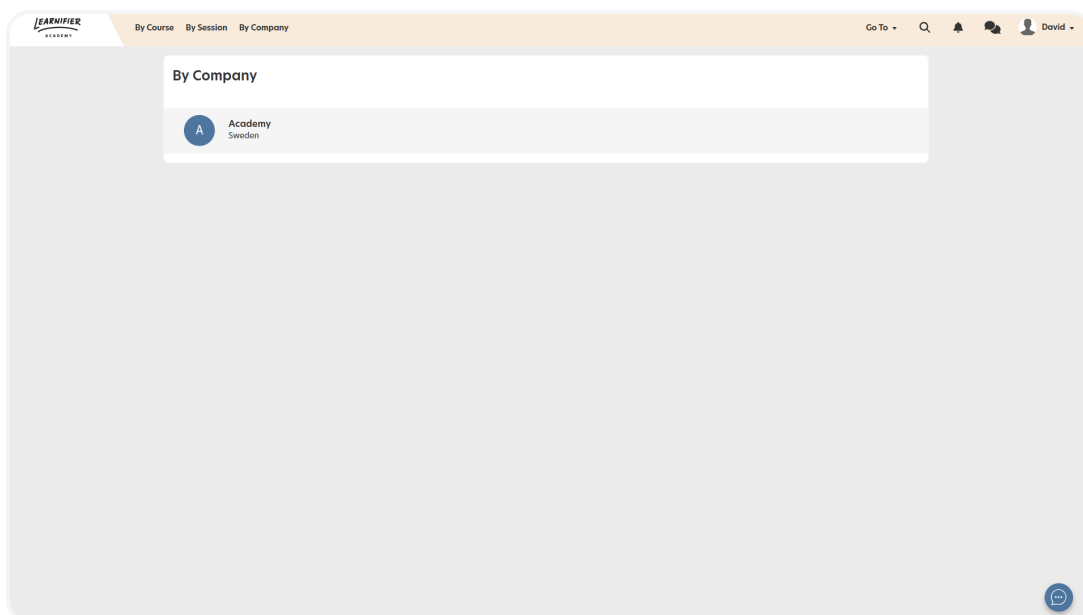 LEARNIFIER
ACADEMY
By Course By Session By Company
Go To
David
By Company
A
Academy
Sweden